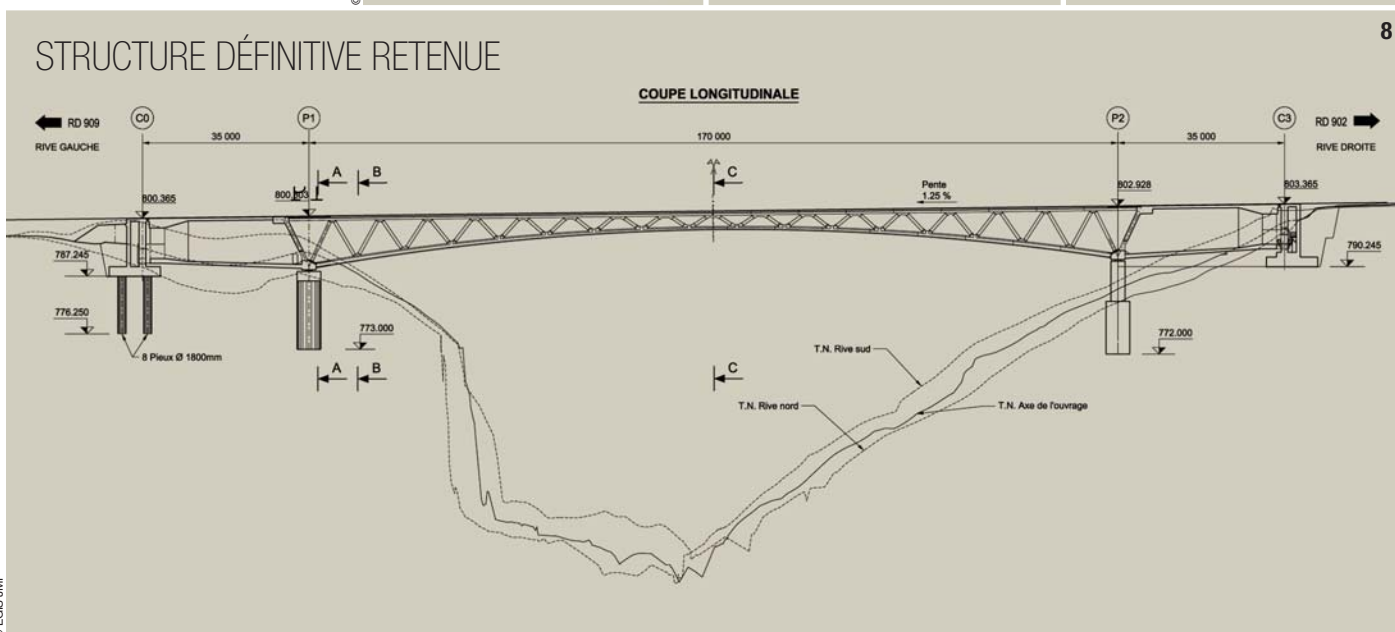 8
STRUCTURE DÉFINITIVE RETENUE
COUPE LONGITUDINALE
RD 909 C0 P1 P2 C3 RD 902
RIVE GAUCHE 35 000 170 000 35 000 RIVE DROITE
A B C
800.365 Pente 802.928 803.365
1.25 %
787.245 790.245
776.250 773.000 772.000
8 Pieux Ø 1800mm T.N. Rive sud
A B C
T.N. Rive nord T.N. Axe de l'ouvrage